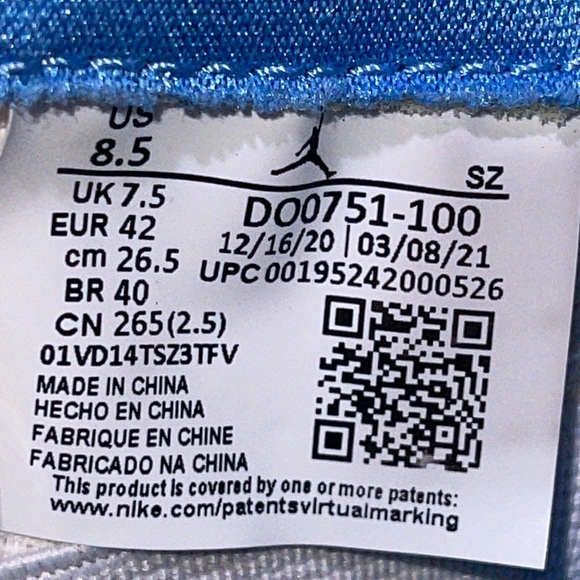 US
8.5
SZ
UK 7.5
EUR 42
cm 26.5
BR 40
CN 265(2.5)
01VD14TSZ3TFV
DO0751-100
12/16/20 | 03/08/21
UPC00195242000526
MADE IN CHINA
HECHO EN CHINA
FABRIQUE EN CHINE
FABRICADO NA CHINA
This product is covered by one or more patents:
www.nike.com/patentsvirtualmarking